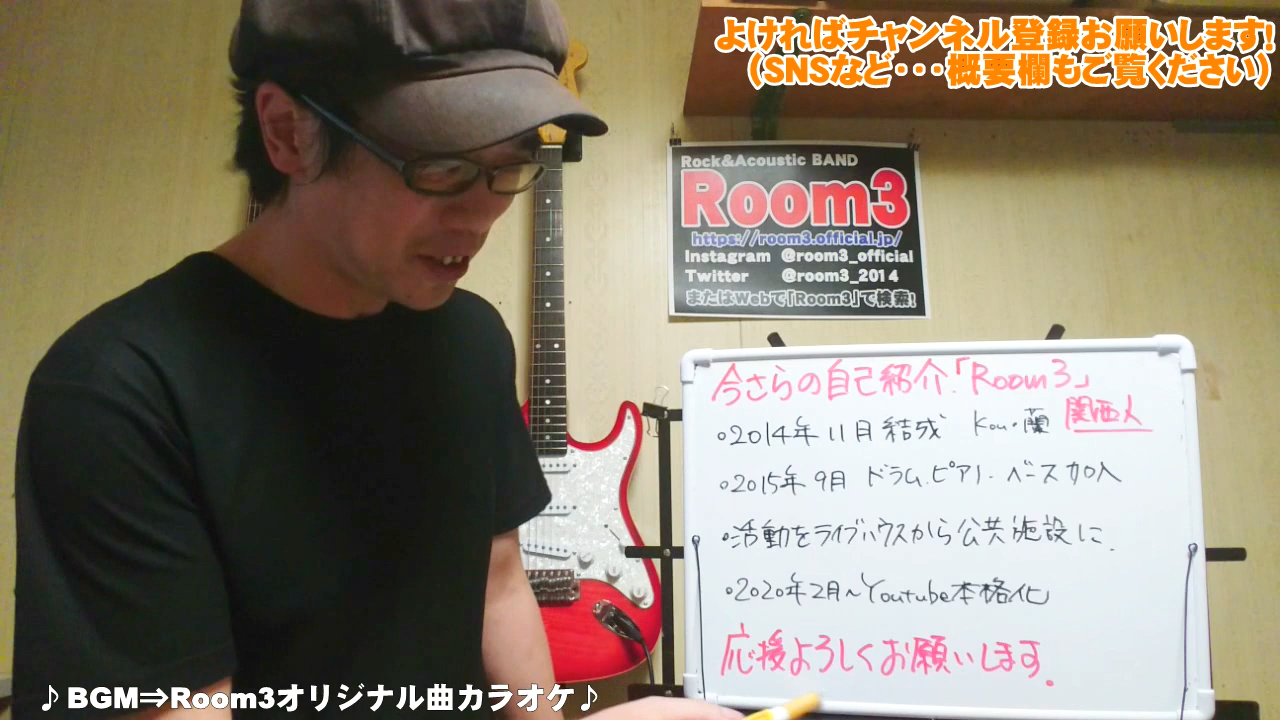 よければチャンネル登録お願いします!
(SNSなど・・・概要欄もご覧ください)
Rock&Acoustic BAND
Room3
https://room3.official.jp/
Instagram @room3_official
Twitter @room3_2014
またはWebで「Room3」で検索!
今さらの自己紹介.「Room3」
•2014年11月結成 Kou・蘭 関西人
•2015年9月 ドラム.ピアノ.ベース加入
•活動をライブハウスから公共施設に.
•2020年2月~Youtube本格化
応援よろしくお願いします.
♪BGM⇒Room3オリジナル曲カラオケ♪